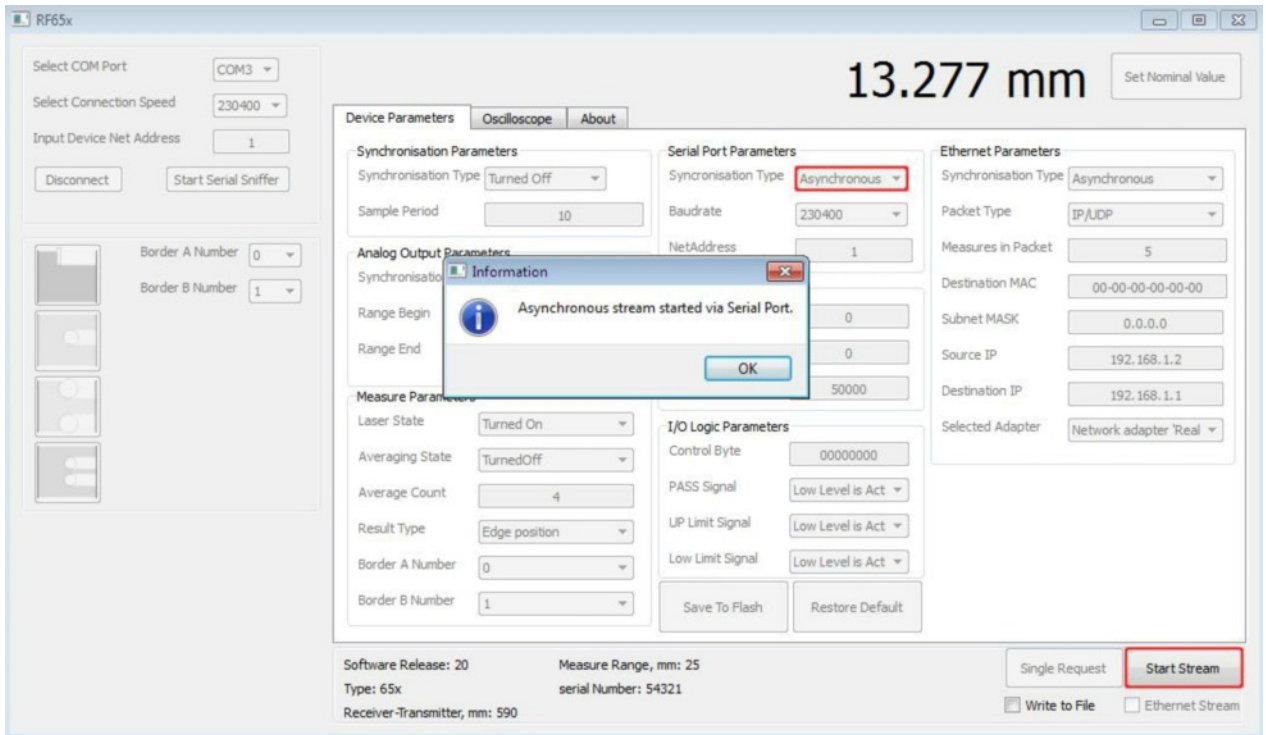 RF65x
Select COM Port COM3
Select Connection Speed 230400
Input Device Net Address 1
Disconnect Start Serial Sniffer
Border A Number 0
Border B Number 1
13.277 mm Set Nominal Value
Device Parameters Oscilloscope About
Synchronisation Parameters
Synchronisation Type Turned Off
Sample Period 10
Analog Output Parameters
Synchronisatio
Range Begin
Range End
Measure Parameters
Laser State Turned On
Averaging State TurnedOff
Average Count 4
Result Type Edge position
Border A Number 0
Border B Number 1
Serial Port Parameters
Syncronisation Type Asynchronous
Baudrate 230400
NetAddress 1
0
0
50000
I/O Logic Parameters
Control Byte 00000000
PASS Signal Low Level is Act
UP Limit Signal Low Level is Act
Low Limit Signal Low Level is Act
Save To Flash Restore Default
Ethernet Parameters
Synchronisation Type Asynchronous
Packet Type IP/UDP
Measures in Packet 5
Destination MAC 00-00-00-00-00-00
Subnet MASK 0.0.0.0
Source IP 192.168.1.2
Destination IP 192.168.1.1
Selected Adapter Network adapter 'Real
Information
Asynchronous stream started via Serial Port.
OK
Software Release: 20 Measure Range, mm: 25
Type: 65x serial Number: 54321
Receiver-Transmitter, mm: 590
Single Request Start Stream
Write to File Ethernet Stream